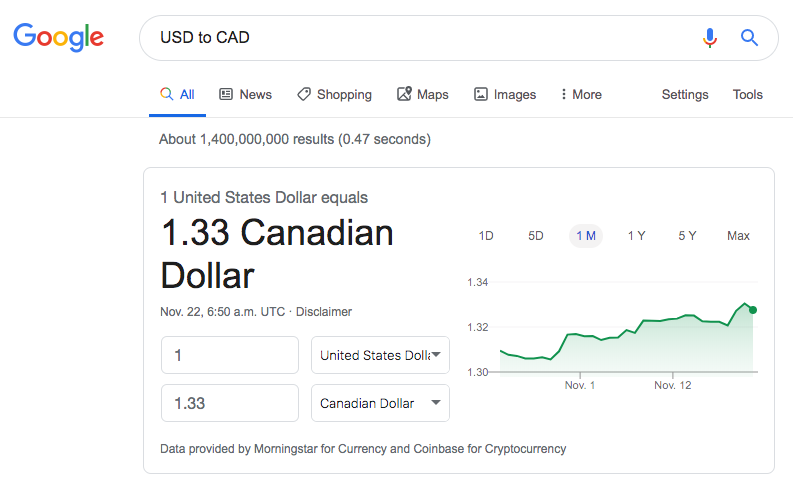 Google
USD to CAD
All News Shopping Maps Images More Settings Tools
About 1,400,000,000 results (0.47 seconds)
1 United States Dollar equals
1.33 Canadian
Dollar
Nov. 22, 6:50 a.m. UTC · Disclaimer
1 United States Doll
1.33 Canadian Dollar
1D 5D 1 M 1 Y 5 Y Max
1.34
1.32
1.30
Nov. 1 Nov. 12
Data provided by Morningstar for Currency and Coinbase for Cryptocurrency